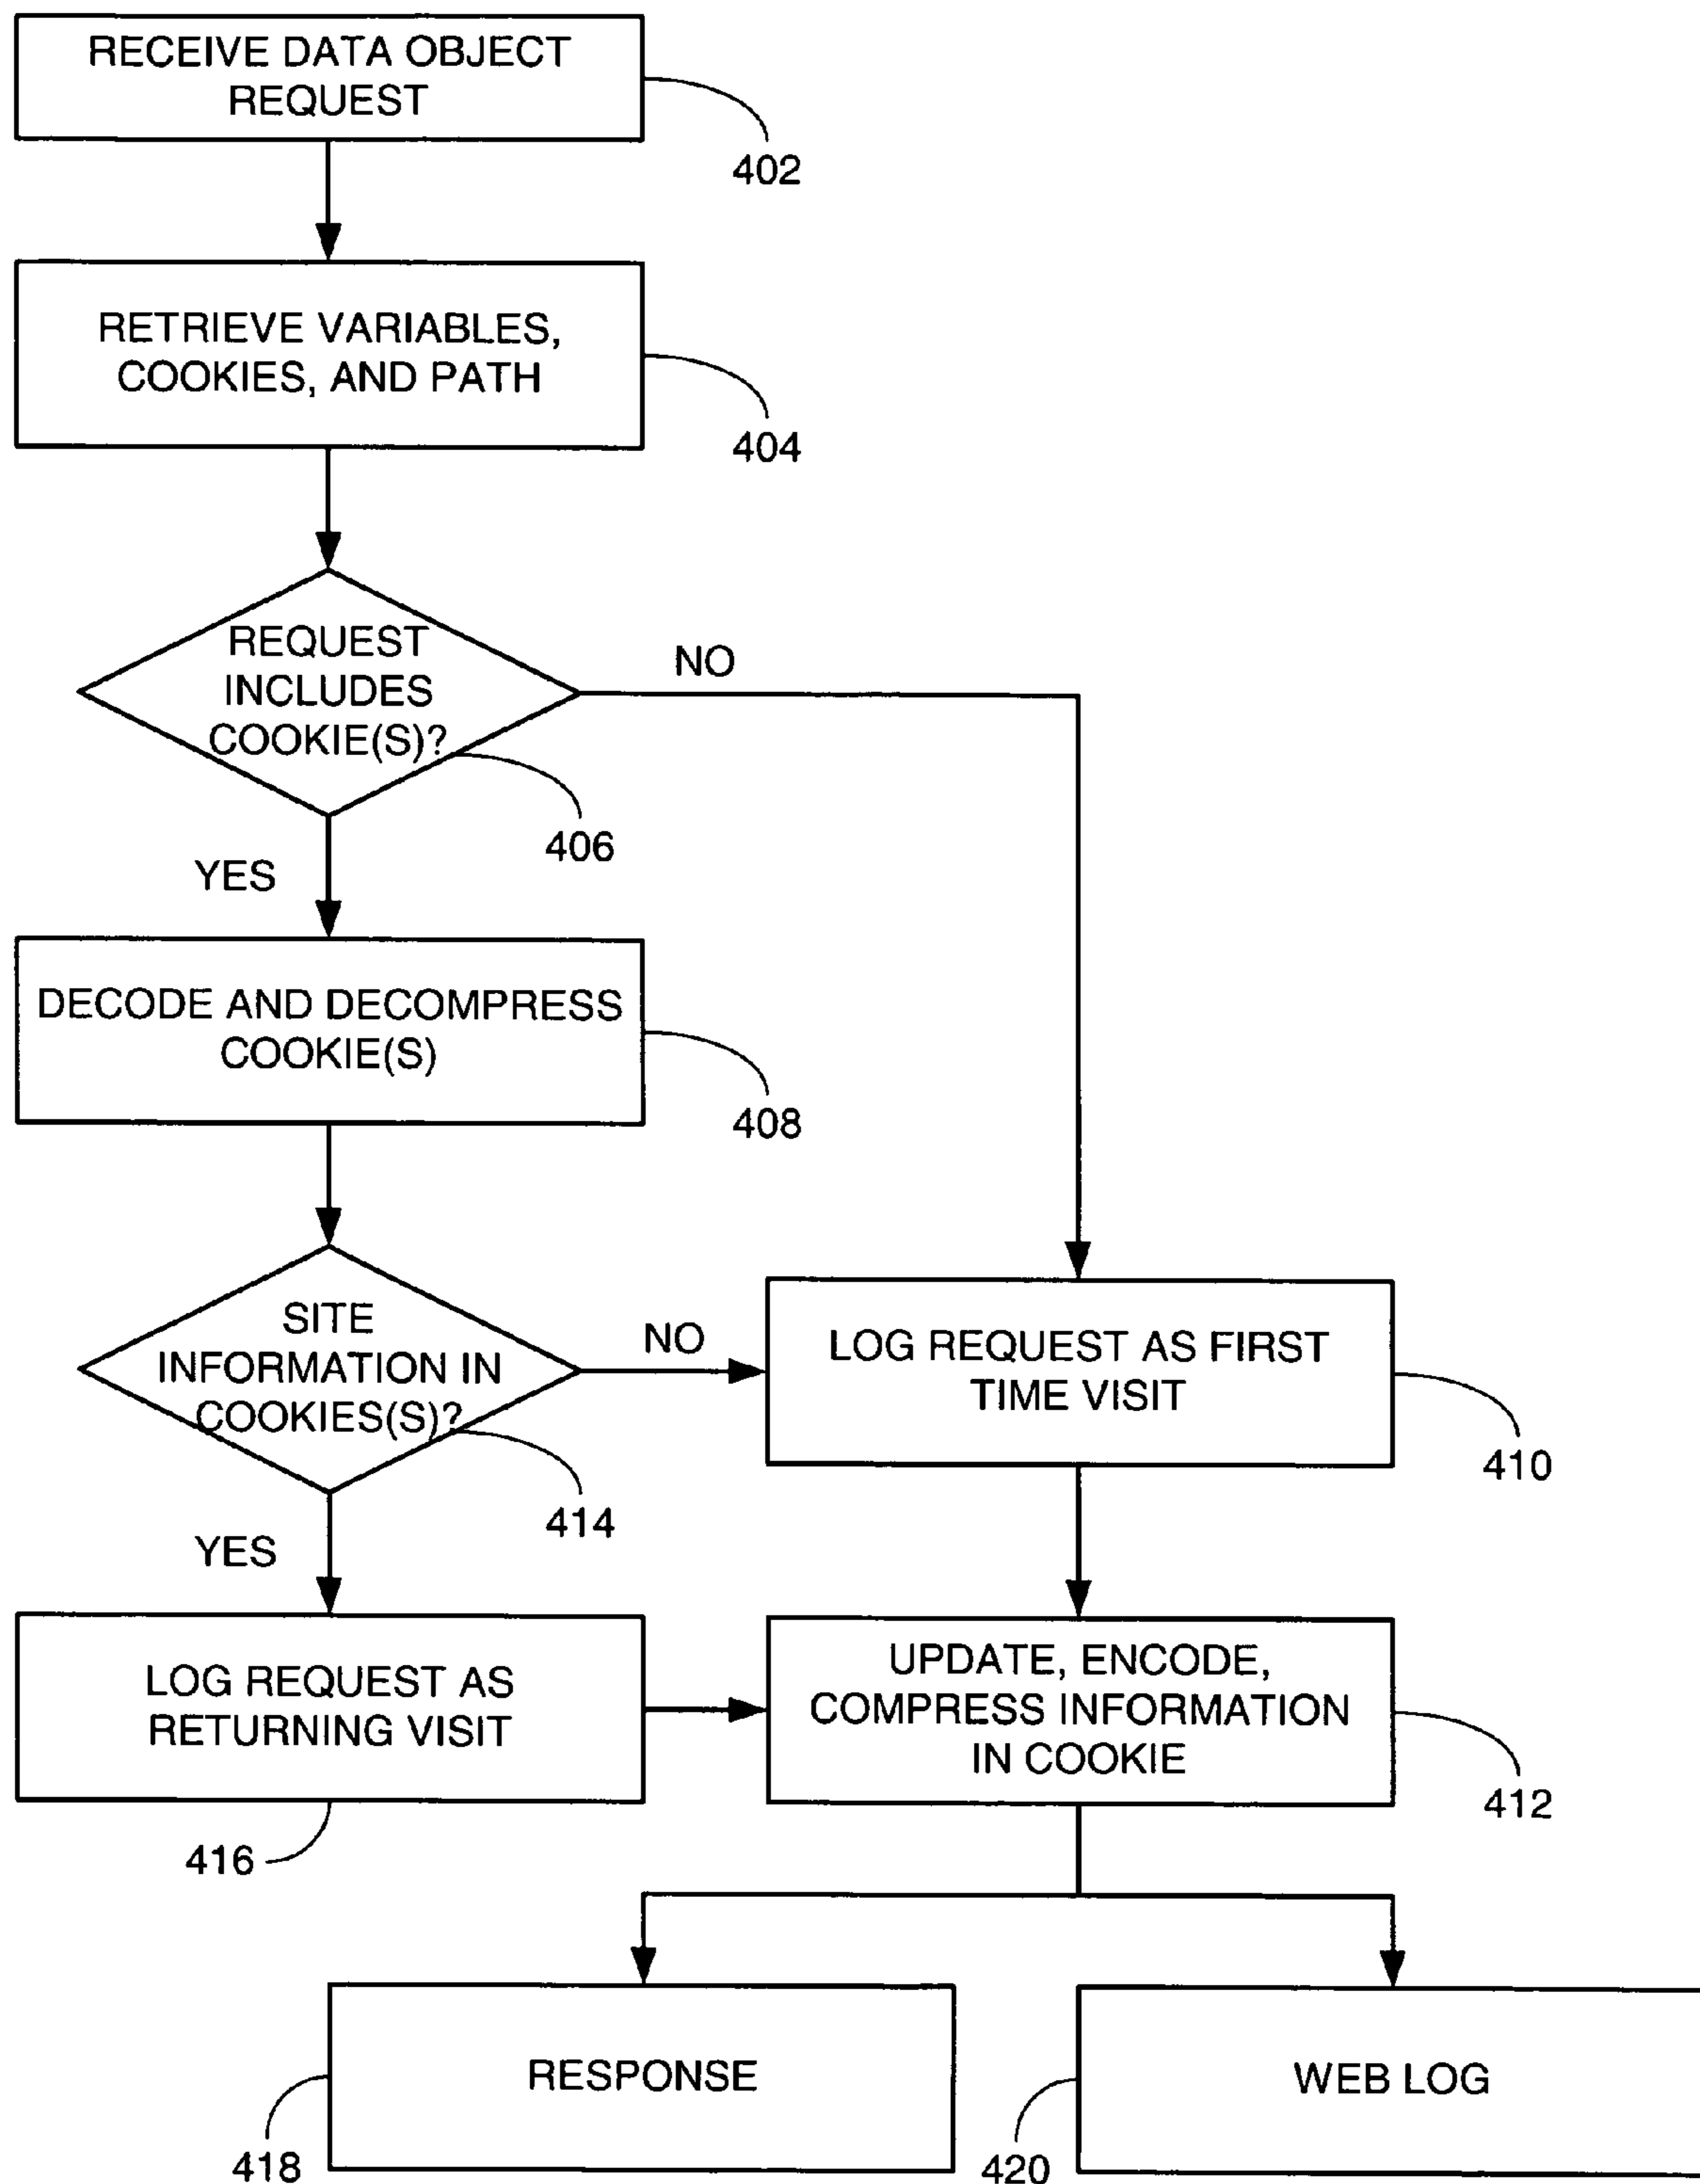 RECEIVE DATA OBJECT
REQUEST
402
RETRIEVE VARIABLES,
COOKIES, AND PATH
404
REQUEST
INCLUDES
COOKIE(S)?
NO
406
YES
DECODE AND DECOMPRESS
COOKIE(S)
408
SITE
INFORMATION IN
COOKIES(S)?
NO
414
YES
LOG REQUEST AS FIRST
TIME VISIT
410
LOG REQUEST AS
RETURNING VISIT
416
UPDATE, ENCODE,
COMPRESS INFORMATION
IN COOKIE
412
RESPONSE
418
WEB LOG
420